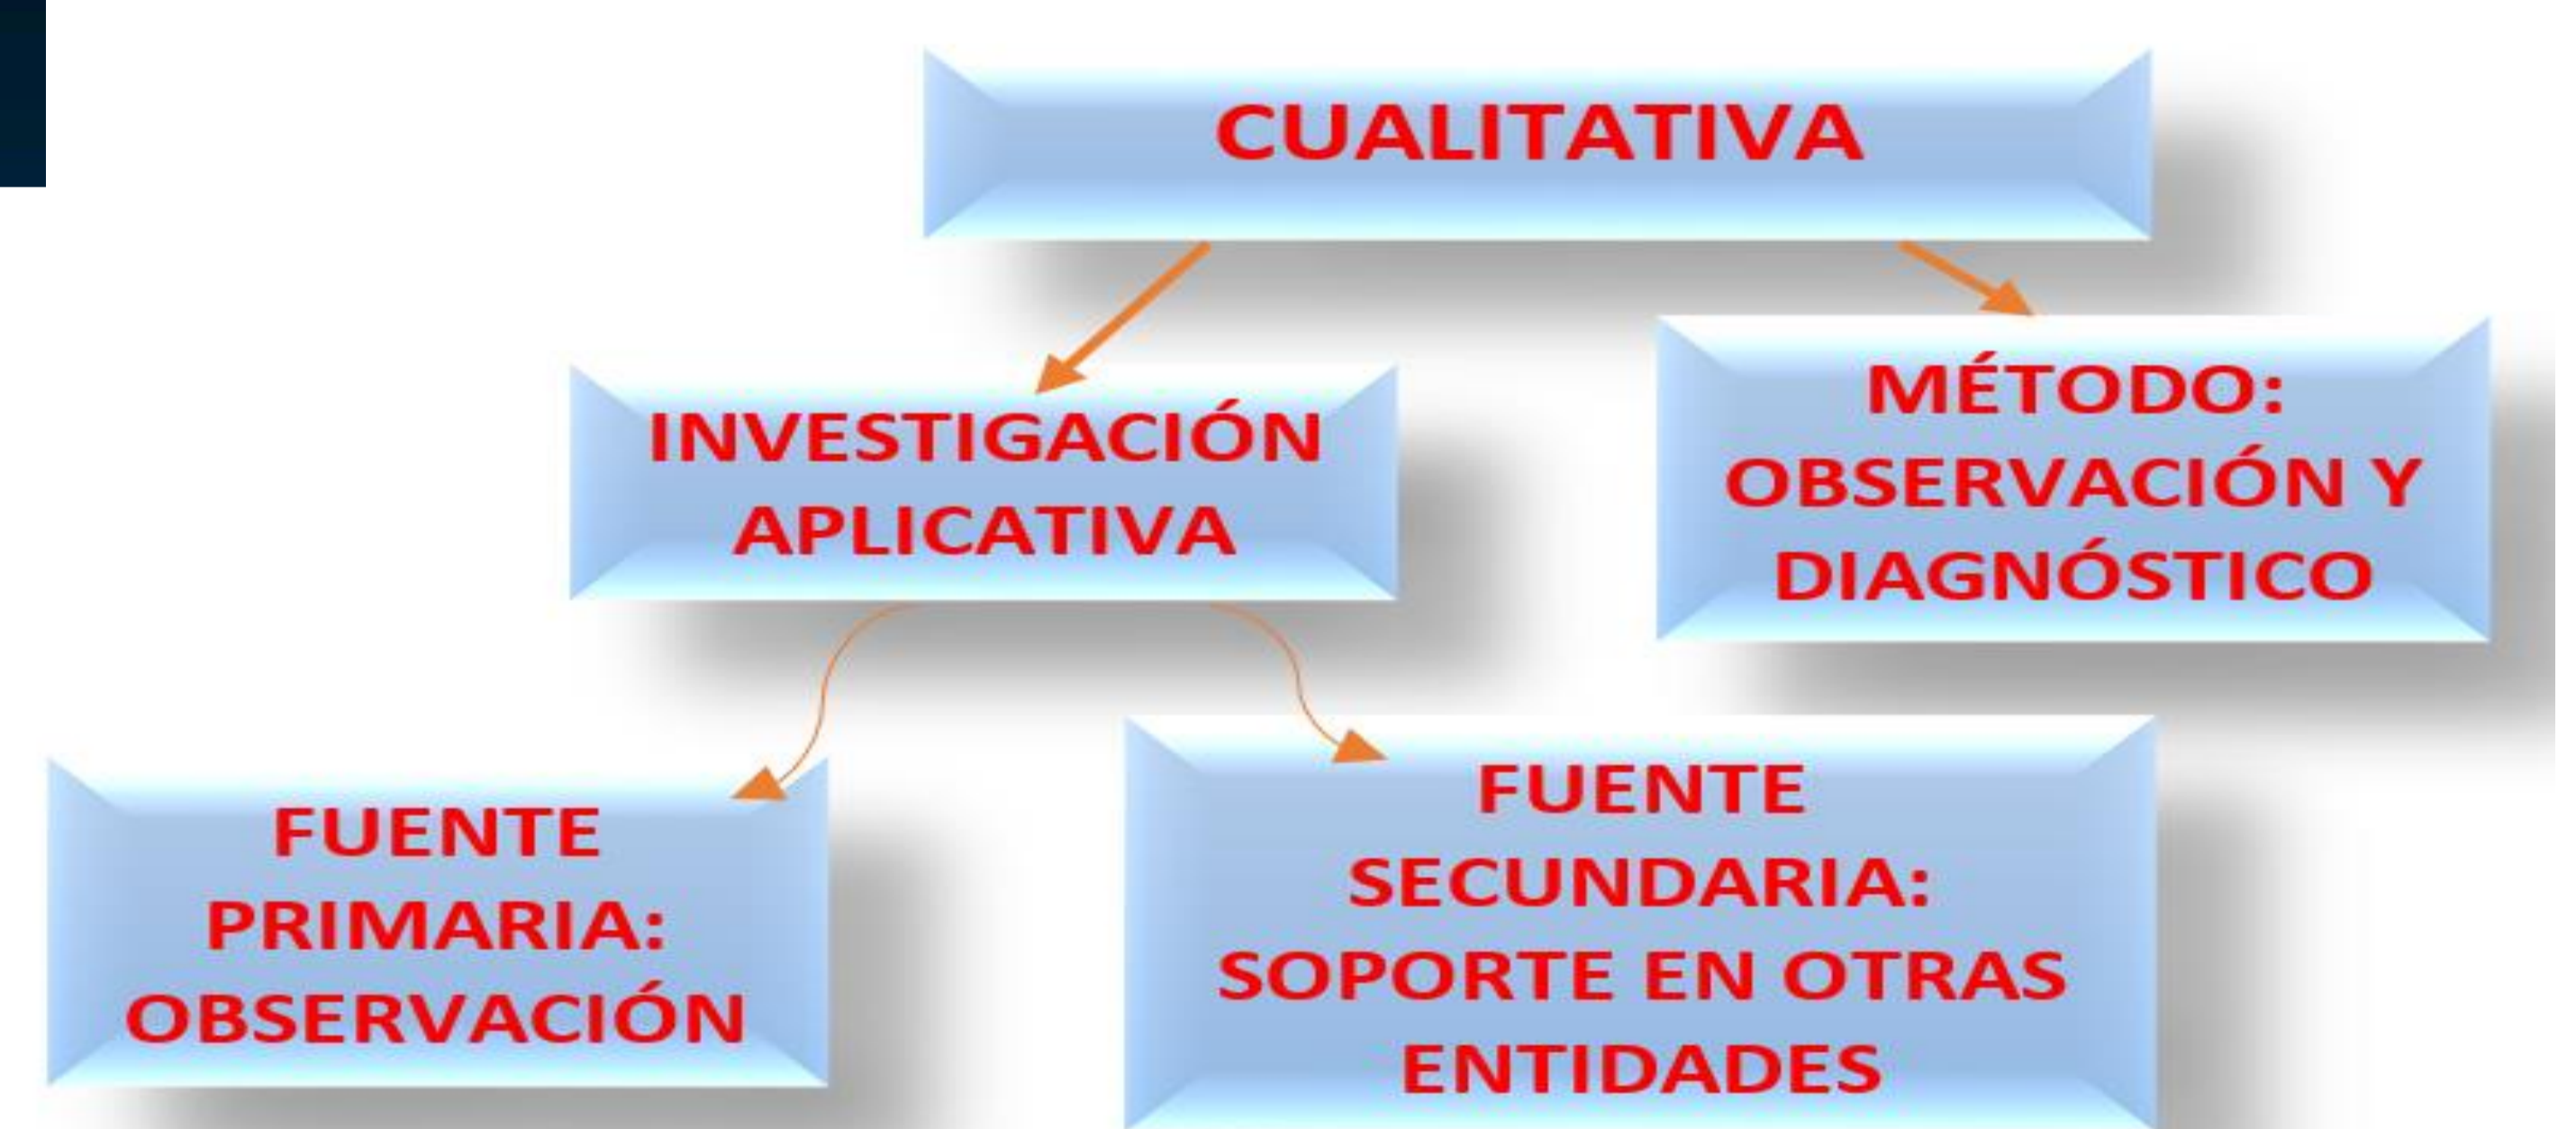 CUALITATIVA
INVESTIGACIÓN
APLICATIVA
MÉTODO:
OBSERVACIÓN Y
DIAGNÓSTICO
FUENTE
PRIMARIA:
OBSERVACIÓN
FUENTE
SECUNDARIA:
SOPORTE EN OTRAS
ENTIDADES